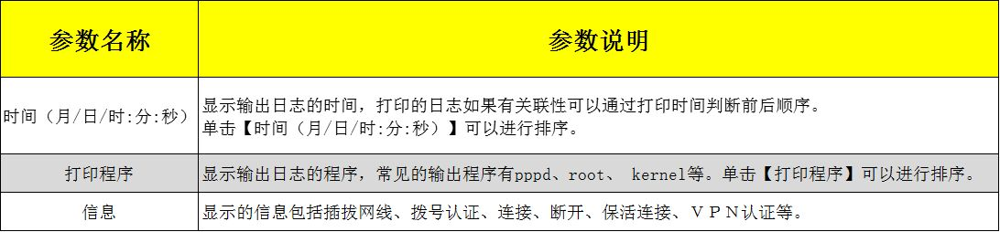 参数名称
参数说明
时间（月/日/时:分:秒）
显示输出日志的时间，打印的日志如果有关联性可以通过打印时间判断前后顺序。
单击【时间（月/日/时:分:秒）】可以进行排序。
打印程序
显示输出日志的程序，常见的输出程序有pppd、root、 kernel等。单击【打印程序】可以进行排序。
信息
显示的信息包括插拔网线、拨号认证、连接、断开、保活连接、ＶＰＮ认证等。